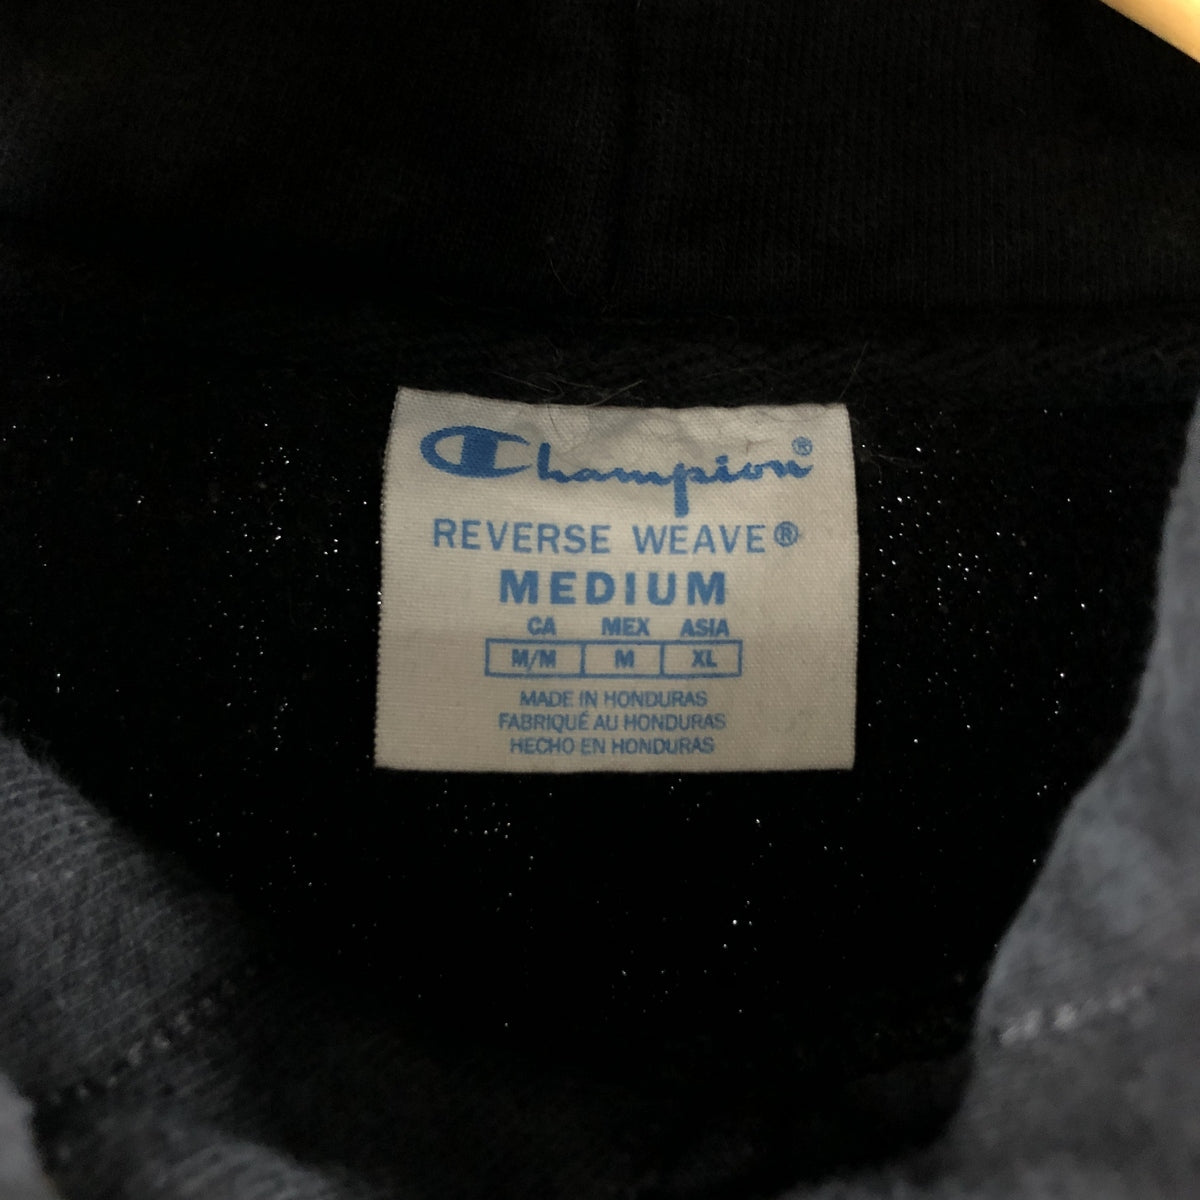 Champion®
REVERSE WEAVE®
MEDIUM
CA MEX ASIA
M/M M XL
MADE IN HONDURAS
FABRIQUÉ AU HONDURAS
HECHO EN HONDURAS